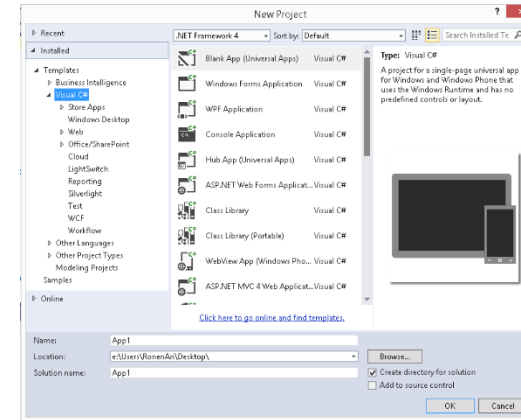 New Project
?
Recent
.NET Framework 4
Sort by: Default
Search Installed Te
Installed
Templates
Business Intelligence
Visual C#
Store Apps
Windows Desktop
Web
Office/SharePoint
Cloud
LightSwitch
Reporting
Silverlight
Test
WCF
Workflow
Other Languages
Other Project Types
Modeling Projects
Samples
Online
Blank App (Universal Apps) Visual C#
Windows Forms Application Visual C#
WPF Application Visual C#
Console Application Visual C#
Hub App (Universal Apps) Visual C#
ASP.NET Web Forms Applicat... Visual C#
Class Library Visual C#
Class Library (Portable) Visual C#
WebView App (Windows Pho... Visual C#
ASP.NET MVC 4 Web Applicat... Visual C#
Click here to go online and find templates.
Type: Visual C#
A project for a single-page universal app
for Windows and Windows Phone that
uses the Windows Runtime and has no
predefined controls or layout.
Name: App1
Location: e:\Users\RonenAri\Desktop\
Browse...
Solution name: App1
Create directory for solution
Add to source control
OK Cancel